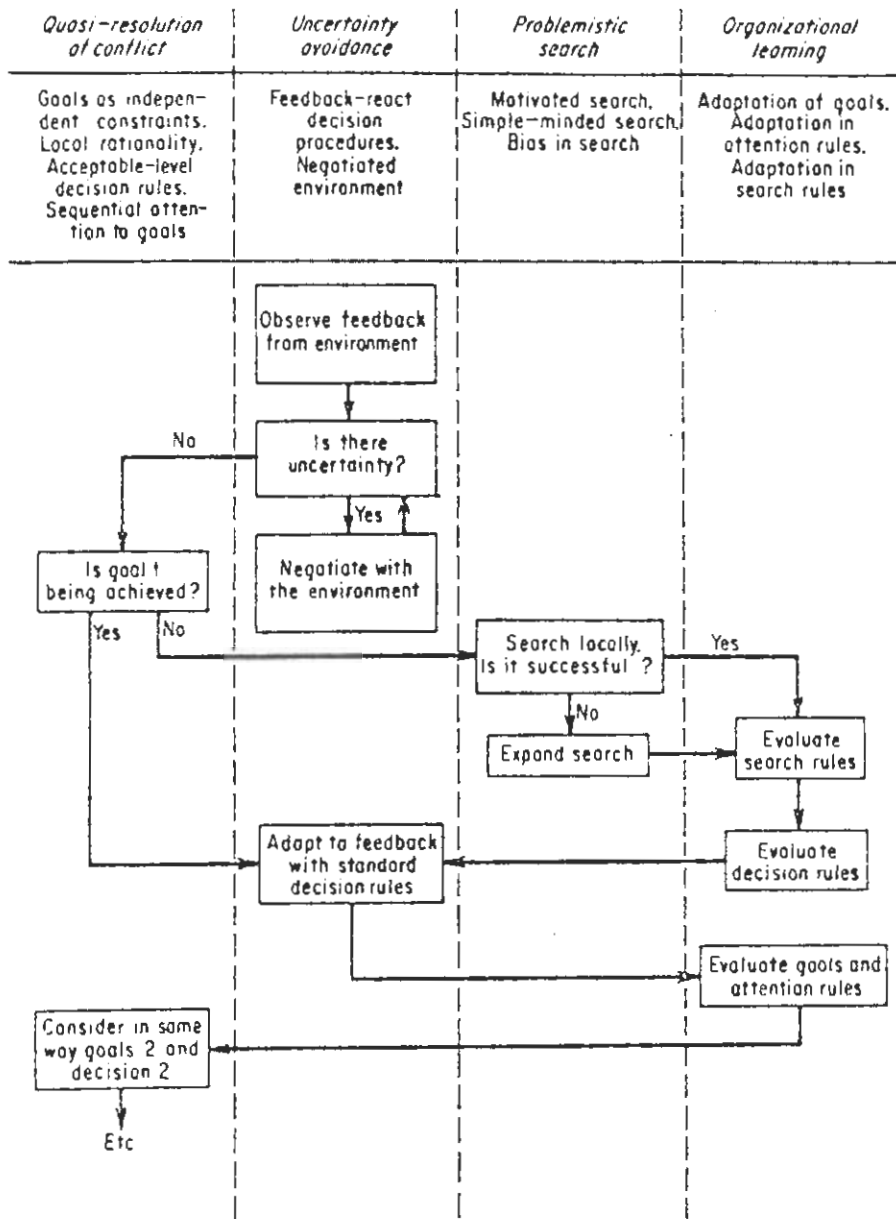 Quasi-resolution
of conflict
Uncertainty
avoidance
Problemistic
search
Organizational
learning
Goals as indepen-
dent constraints.
Local rationality.
Acceptable-level
decision rules.
Sequential atten-
tion to goals
Feedback-react
decision
procedures.
Negotiated
environment
Motivated search.
Simple-minded search.
Bias in search
Adaptation of goals.
Adaptation in
attention rules.
Adaptation in
search rules
Observe feedback
from environment
No
Is there
uncertainty?
Yes
Negotiate with
the environment
Is goal 1
being achieved?
Yes
No
Search locally.
Is it successful ?
Yes
No
Expand search
Evaluate
search rules
Adapt to feedback
with standard
decision rules
Evaluate
decision rules
Evaluate goals and
attention rules
Consider in same
way goals 2 and
decision 2
Etc